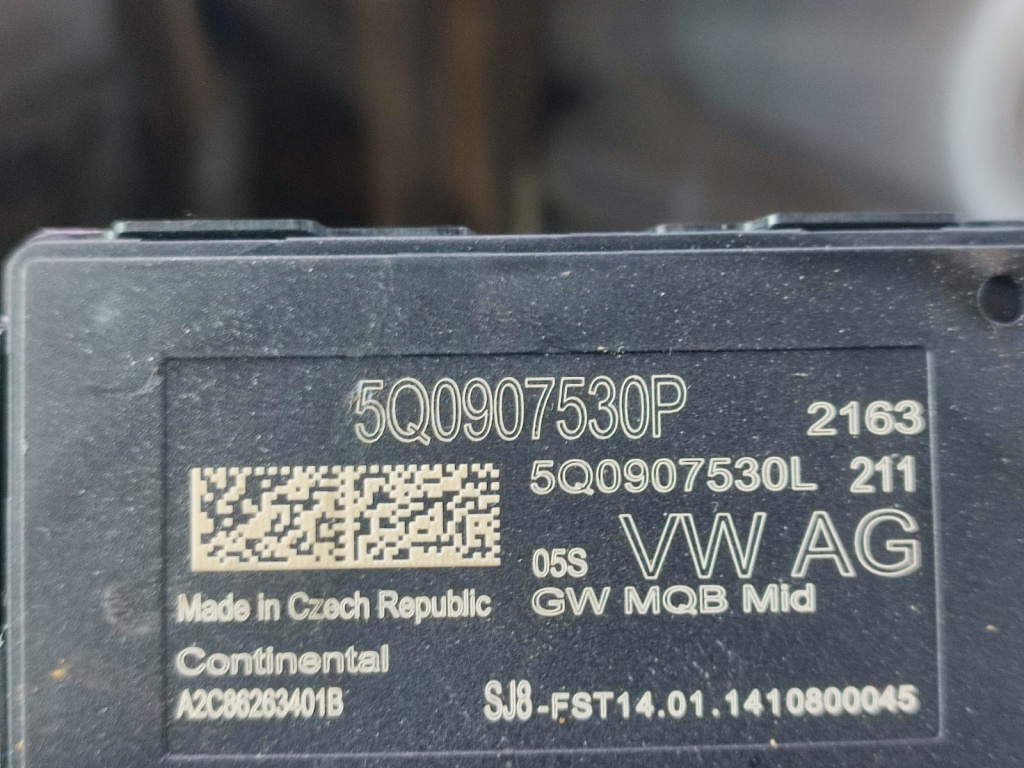 5Q0907530P 2163
5Q0907530L 211
05S VW AG
GW MQB Mid
Made in Czech Republic
Continental
A2C86263401B
SJ8-FST14.01.1410800045